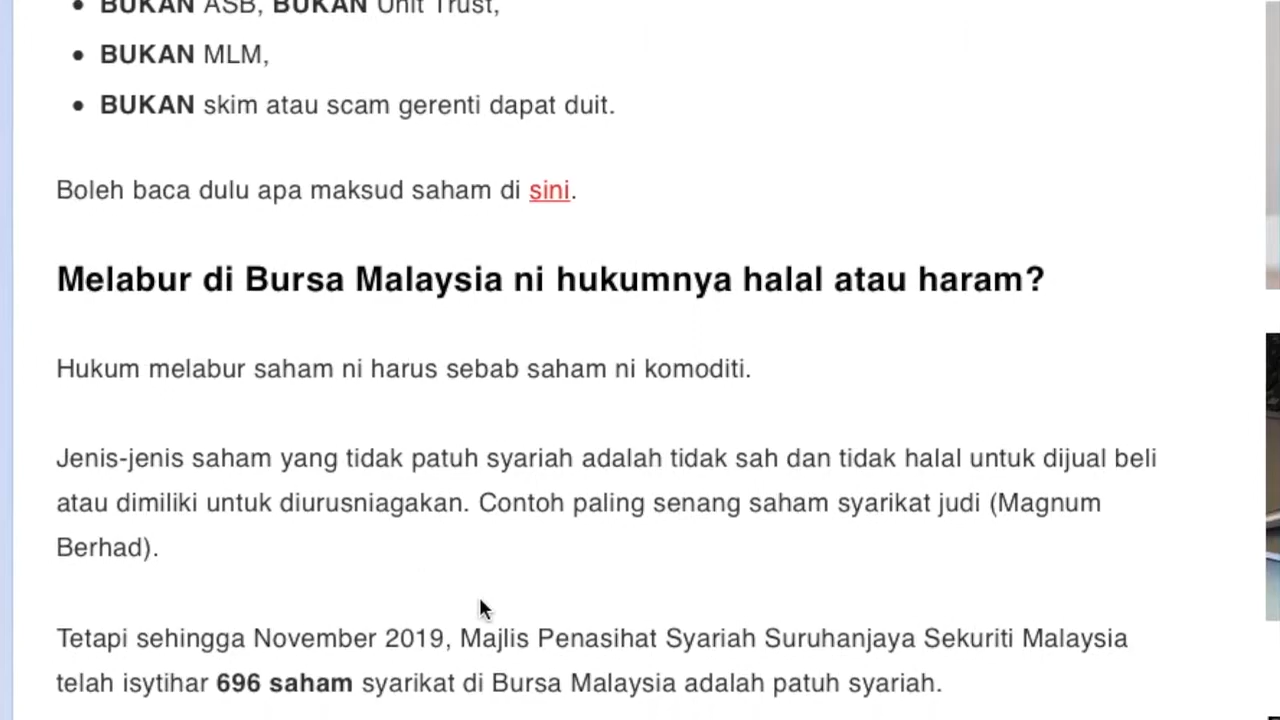 BUKAN ASB, BUKAN Unit Trust,
BUKAN MLM,
BUKAN skim atau scam gerenti dapat duit.
Boleh baca dulu apa maksud saham di sini.
Melabur di Bursa Malaysia ni hukumnya halal atau haram?
Hukum melabur saham ni harus sebab saham ni komoditi.
Jenis-jenis saham yang tidak patuh syariah adalah tidak sah dan tidak halal untuk dijual beli
atau dimiliki untuk diurusniagakan. Contoh paling senang saham syarikat judi (Magnum
Berhad).
Tetapi sehingga November 2019, Majlis Penasihat Syariah Suruhanjaya Sekuriti Malaysia
telah isytihar 696 saham syarikat di Bursa Malaysia adalah patuh syariah.